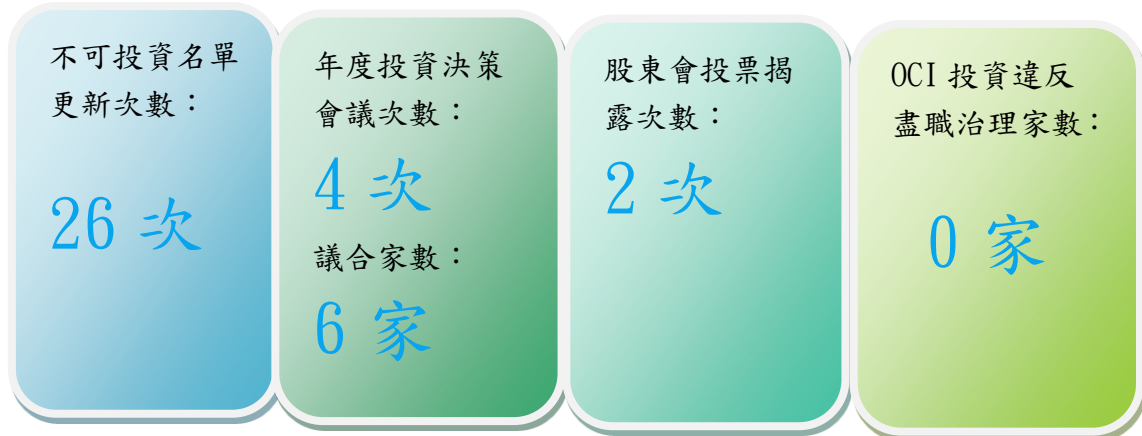 不可投資名單
更新次數：
26 次
年度投資決策
會議次數：
4 次
議合家數：
6 家
股東會投票揭
露次數：
2 次
OCI 投資違反
盡職治理家數：
0 家